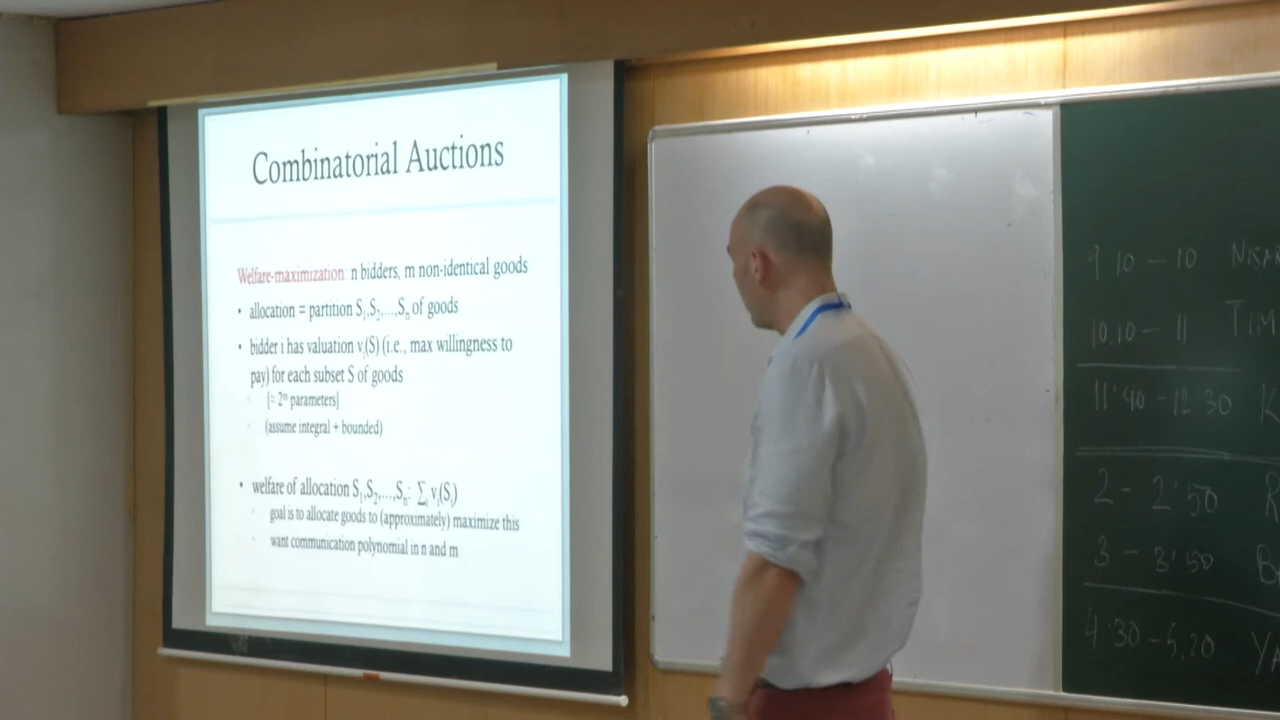 Combinatorial Auctions
Welfare-maximization: n bidders, m non-identical goods
• allocation = partition S₁,S₂,...,Sₙ of goods
• bidder i has valuation vᵢ(S) (i.e., max willingness to
pay) for each subset S of goods
[≈ 2ᵐ parameters]
(assume integral + bounded)
• welfare of allocation S₁,S₂,...,Sₙ: ∑ᵢ vᵢ(Sᵢ)
goal is to allocate goods to (approximately) maximize this
want communication polynomial in n and m
9 10 – 10
10.10 – 11 TIM
11'40 - 12 30
2 - 2'50
3 - 3'50
4'30 - 5.20